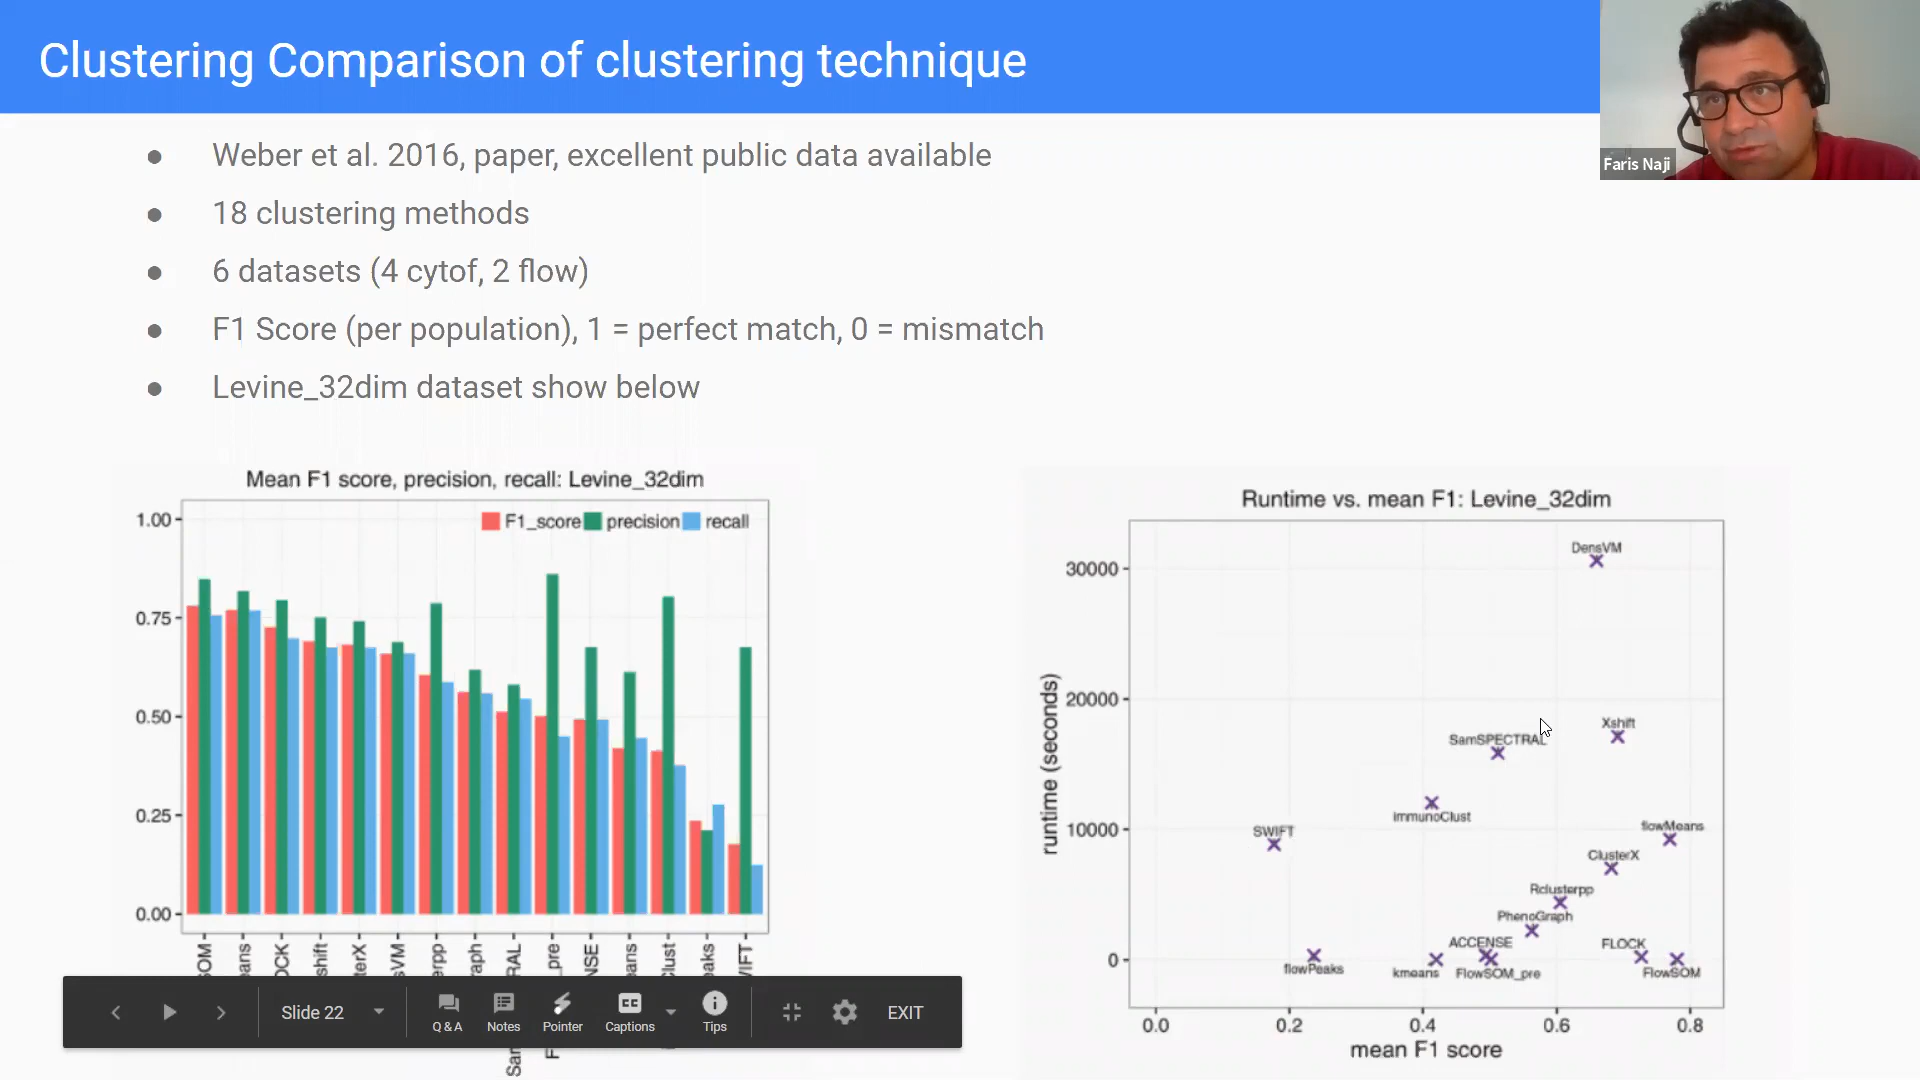 Clustering Comparison of clustering technique
Faris Naji
● Weber et al. 2016, paper, excellent public data available
● 18 clustering methods
● 6 datasets (4 cytof, 2 flow)
● F1 Score (per population), 1 = perfect match, 0 = mismatch
● Levine_32dim dataset show below
Mean F1 score, precision, recall: Levine_32dim
F1_score precision recall
1.00
0.75
0.50
0.25
0.00
Runtime vs. mean F1: Levine_32dim
runtime (seconds)
30000
20000
10000
0
DensVM
Xshift
SamSPECTRAL
immunoClust
SWIFT
flowMeans
ClusterX
Rclusterpp
PhenoGraph
ACCENSE
FLOCK
flowPeaks
kmeans
FlowSOM_pre
FlowSOM
0.0 0.2 0.4 0.6 0.8
mean F1 score
Slide 22
Q & A
Notes
Pointer
CC
Captions
Tips
EXIT